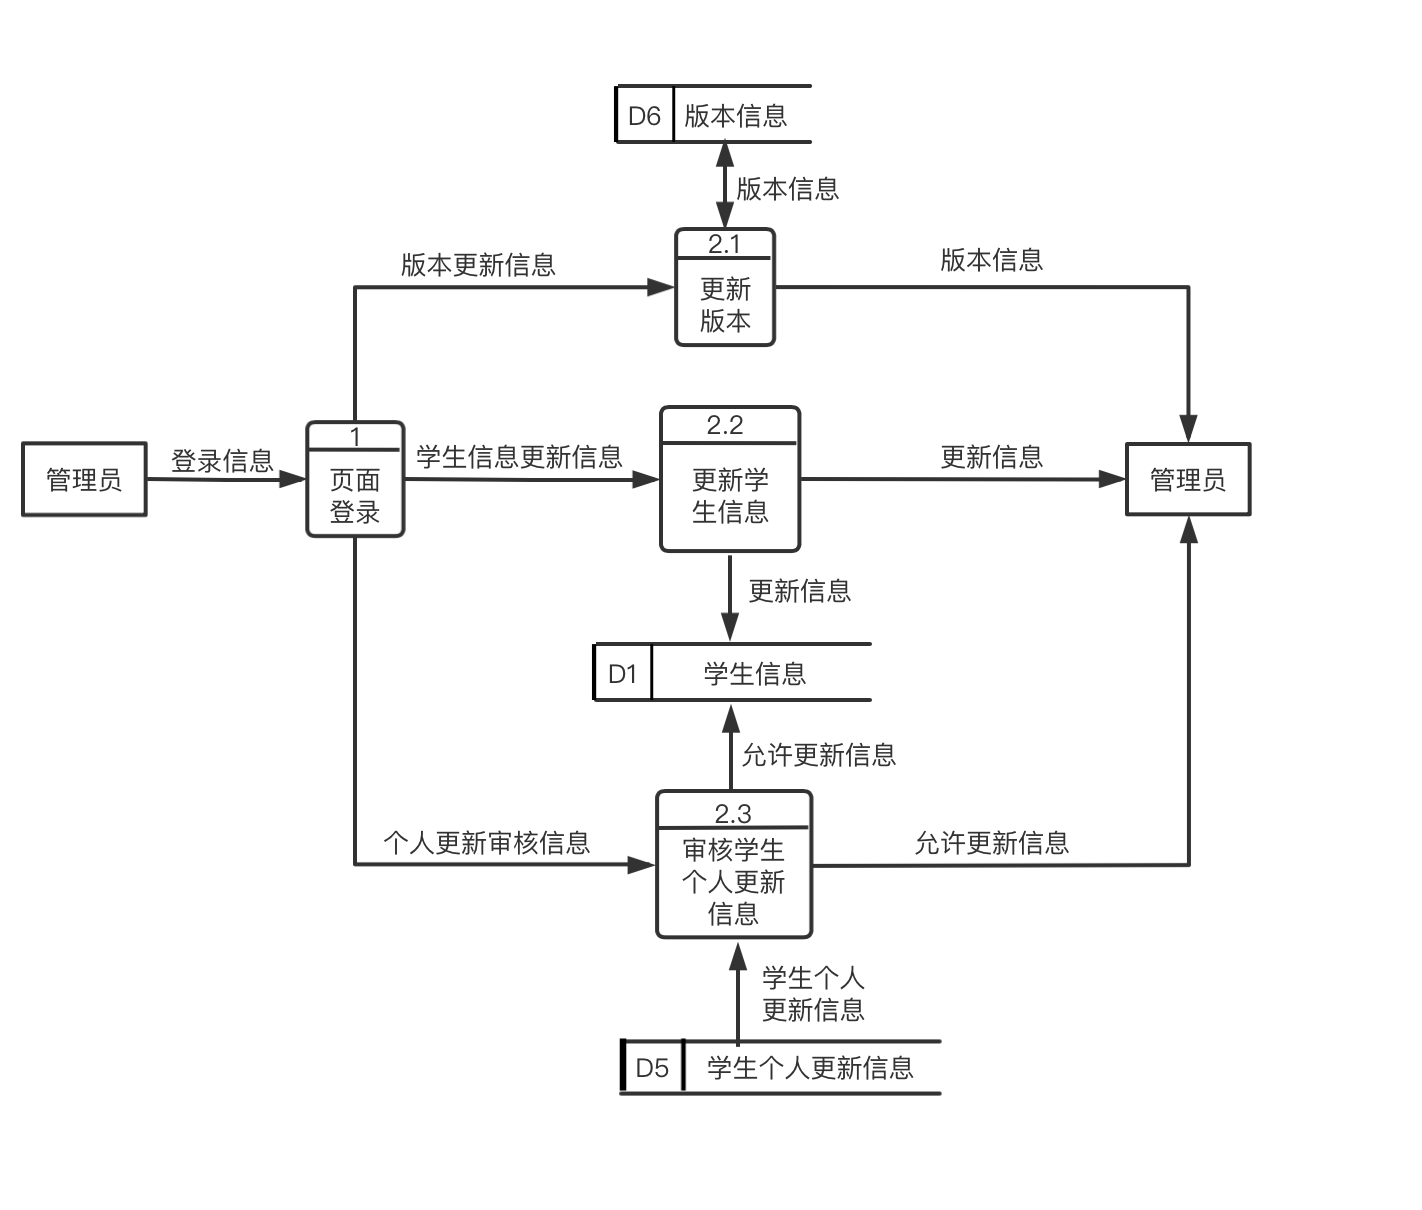 D6
版本信息
版本信息
2.1
更新
版本
版本更新信息
版本信息
管理员
登录信息
1
页面
登录
学生信息更新信息
2.2
更新学
生信息
更新信息
管理员
更新信息
D1
学生信息
允许更新信息
2.3
审核学生
个人更新
信息
个人更新审核信息
允许更新信息
学生个人
更新信息
D5
学生个人更新信息